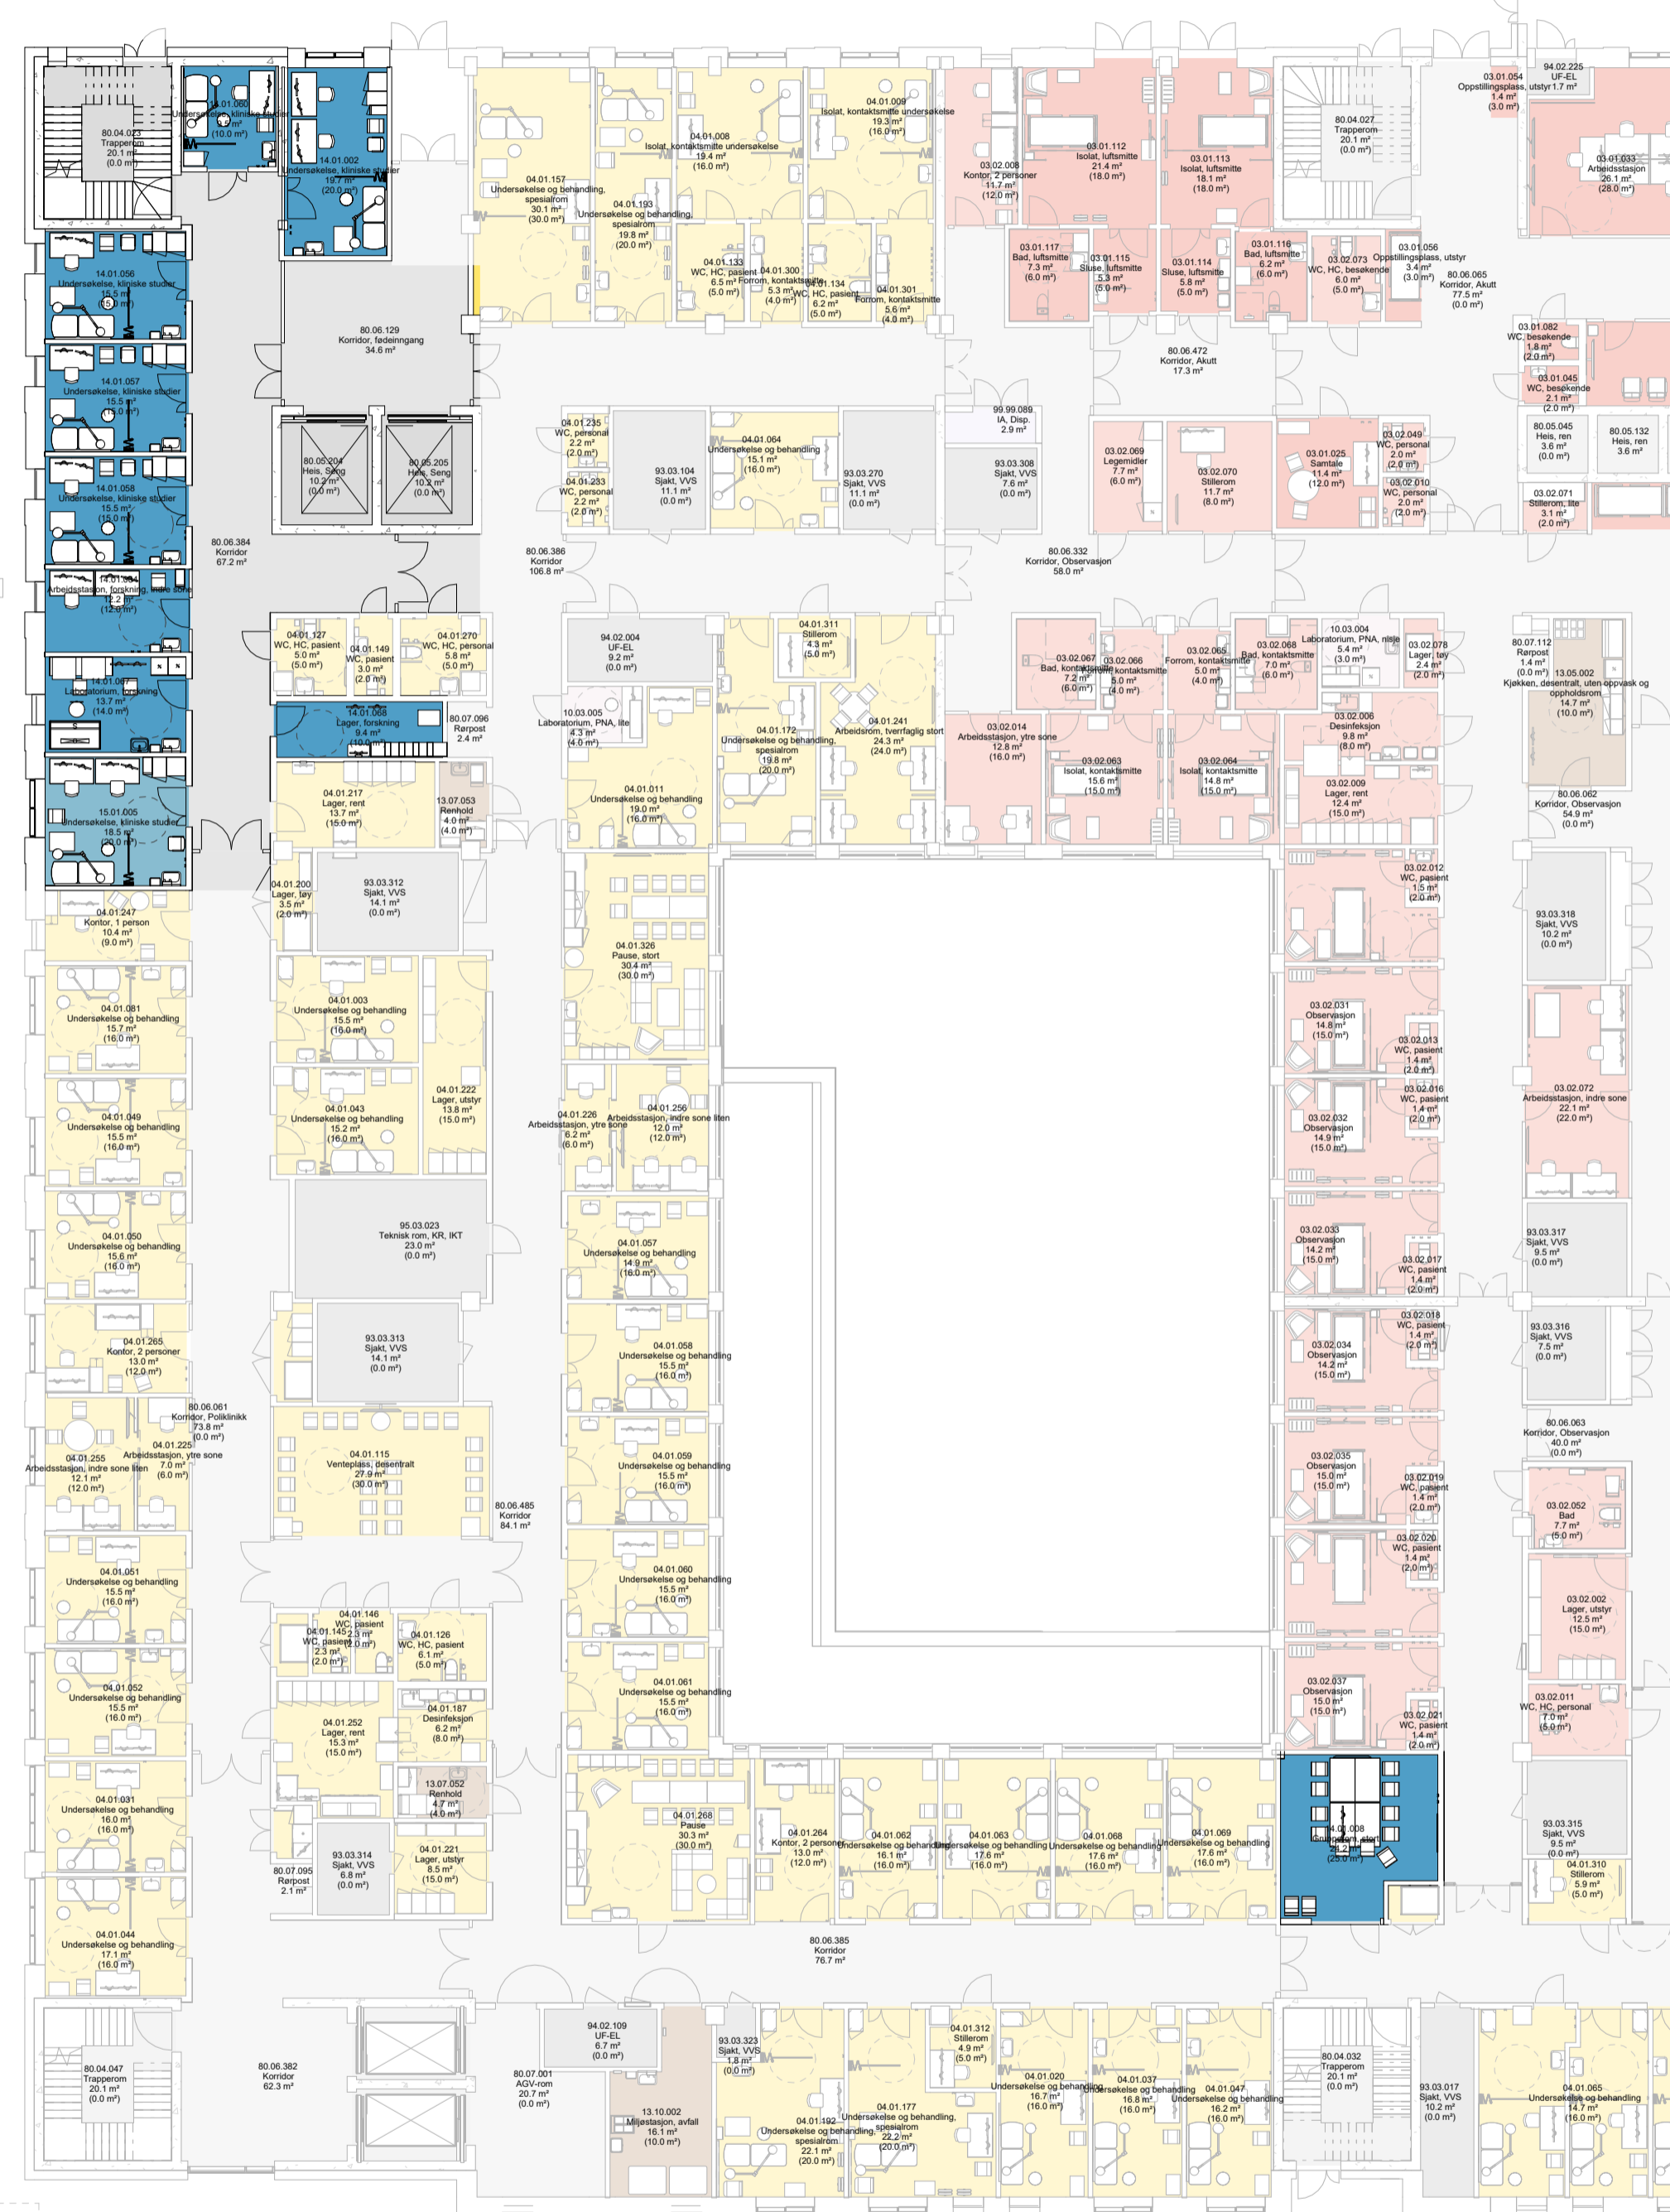 80.04.023
Trapperom
20.1 m²
(0.0 m²)
14.01.060
Undersøkelse, kliniske studier
(10.0 m²)
14.01.002
Undersøkelse, kliniske studier
19.7 m²
(20.0 m²)
04.01.157
Undersøkelse og behandling,
spesialrom
30.1 m²
(30.0 m²)
04.01.193
Undersøkelse og behandling,
spesialrom
19.8 m²
(20.0 m²)
04.01.008
Isolat, kontaktsmitte undersøkelse
19.4 m²
(16.0 m²)
04.01.009
Isolat, kontaktsmitte undersøkelse
19.3 m²
(16.0 m²)
03.02.008
Kontor, 2 personer
11.7 m²
(12.0 m²)
03.01.112
Isolat, luftsmitte
21.4 m²
(18.0 m²)
03.01.113
Isolat, luftsmitte
18.1 m²
(18.0 m²)
80.04.027
Trapperom
20.1 m²
(0.0 m²)
03.01.054
Oppstillingsplass, utstyr
1.4 m²
(3.0 m²)
94.02.225
UF-EL
1.7 m²
03.01.033
Arbeidsstasjon
26.1 m²
(28.0 m²)
04.01.133
WC, HC, pasient
6.5 m²
(5.0 m²)
04.01.300
Forrom, kontaktsmitte
5.3 m²
(4.0 m²)
04.01.134
WC, HC, pasient
6.2 m²
(5.0 m²)
04.01.301
Forrom, kontaktsmitte
5.6 m²
(4.0 m²)
03.01.117
Bad, luftsmitte
7.3 m²
(6.0 m²)
03.01.115
Sluse, luftsmitte
5.3 m²
(5.0 m²)
03.01.114
Sluse, luftsmitte
5.8 m²
(5.0 m²)
03.01.116
Bad, luftsmitte
6.2 m²
(6.0 m²)
03.02.073
WC, HC, besøkende
6.0 m²
(5.0 m²)
03.01.056
Oppstillingsplass, utstyr
3.4 m²
(3.0 m²)
80.06.065
Korridor, Akutt
77.5 m²
(0.0 m²)
14.01.056
Undersøkelse, kliniske studier
15.5 m²
(15.0 m²)
80.06.129
Korridor, fødeinngang
34.6 m²
80.06.472
Korridor, Akutt
17.3 m²
03.01.082
WC, besøkende
1.8 m²
(2.0 m²)
03.01.045
WC, besøkende
2.1 m²
(2.0 m²)
14.01.057
Undersøkelse, kliniske studier
15.5 m²
(15.0 m²)
80.05.204
Heis, Seng
10.2 m²
(0.0 m²)
80.05.205
Heis, Seng
10.2 m²
(0.0 m²)
04.01.235
WC, personal
2.2 m²
(2.0 m²)
04.01.233
WC, personal
2.2 m²
(2.0 m²)
93.03.104
Sjakt, VVS
11.1 m²
(0.0 m²)
04.01.064
Undersøkelse og behandling
15.1 m²
(16.0 m²)
93.03.270
Sjakt, VVS
11.1 m²
(0.0 m²)
99.99.089
IA, Disp.
2.9 m²
93.03.308
Sjakt, VVS
7.6 m²
(0.0 m²)
03.02.069
Legemidler
7.7 m²
(6.0 m²)
03.02.070
Stillerom
11.7 m²
(8.0 m²)
03.01.025
Samtale
11.4 m²
(12.0 m²)
03.02.049
WC, personal
2.0 m²
(2.0 m²)
03.02.010
WC, personal
2.0 m²
(2.0 m²)
80.05.045
Heis, ren
3.6 m²
(0.0 m²)
80.05.132
Heis, ren
3.6 m²
03.02.071
Stillerom, lite
3.1 m²
(2.0 m²)
14.01.058
Undersøkelse, kliniske studier
15.5 m²
(15.0 m²)
80.06.384
Korridor
67.2 m²
80.06.386
Korridor
106.8 m²
80.06.332
Korridor, Observasjon
58.0 m²
Arbeidsstasjon, forskning, indre sone
12.2 m²
(12.0 m²)
04.01.127
WC, HC, pasient
5.0 m²
(5.0 m²)
04.01.149
WC, pasient
3.0 m²
(2.0 m²)
04.01.270
WC, HC, personal
5.8 m²
(5.0 m²)
94.02.004
UF-EL
9.2 m²
(0.0 m²)
04.01.311
Stillerom
4.3 m²
(5.0 m²)
03.02.067
Bad, kontaktsmitte
7.2 m²
(6.0 m²)
03.02.066
Forrom, kontaktsmitte
5.0 m²
(4.0 m²)
03.02.065
Forrom, kontaktsmitte
5.0 m²
(4.0 m²)
03.02.068
Bad, kontaktsmitte
7.0 m²
(6.0 m²)
10.03.004
Laboratorium, PNA, nisje
5.4 m²
(3.0 m²)
03.02.078
Lager, tøy
2.4 m²
(2.0 m²)
80.07.112
Rørpost
1.4 m²
(0.0 m²)
13.05.002
Kjøkken, desentralt, uten oppvask og
oppholdsrom
14.7 m²
(10.0 m²)
14.01.067
Laboratorium, forskning
13.7 m²
(14.0 m²)
14.01.068
Lager, forskning
9.4 m²
(10.0 m²)
80.07.096
Rørpost
2.4 m²
10.03.005
Laboratorium, PNA, lite
4.3 m²
(4.0 m²)
04.01.172
Undersøkelse og behandling,
spesialrom
19.8 m²
(20.0 m²)
04.01.241
Arbeidsrom, tverrfaglig stort
24.3 m²
(24.0 m²)
03.02.014
Arbeidsstasjon, ytre sone
12.8 m²
(16.0 m²)
03.02.063
Isolat, kontaktsmitte
15.6 m²
(15.0 m²)
03.02.064
Isolat, kontaktsmitte
14.8 m²
(15.0 m²)
03.02.006
Desinfeksjon
9.8 m²
(8.0 m²)
03.02.009
Lager, rent
12.4 m²
(15.0 m²)
80.06.062
Korridor, Observasjon
54.9 m²
(0.0 m²)
15.01.005
Undersøkelse, kliniske studier
18.5 m²
(20.0 m²)
04.01.217
Lager, rent
13.7 m²
(15.0 m²)
13.07.053
Renhold
4.0 m²
(4.0 m²)
04.01.011
Undersøkelse og behandling
19.0 m²
(16.0 m²)
04.01.200
Lager, tøy
3.5 m²
(2.0 m²)
93.03.312
Sjakt, VVS
14.1 m²
(0.0 m²)
03.02.012
WC, pasient
1.5 m²
(2.0 m²)
04.01.247
Kontor, 1 person
10.4 m²
(9.0 m²)
04.01.326
Pause, stort
30.4 m²
(30.0 m²)
93.03.318
Sjakt, VVS
10.2 m²
(0.0 m²)
04.01.081
Undersøkelse og behandling
15.7 m²
(16.0 m²)
04.01.003
Undersøkelse og behandling
15.5 m²
(16.0 m²)
03.02.031
Observasjon
14.8 m²
(15.0 m²)
03.02.013
WC, pasient
1.4 m²
(2.0 m²)
04.01.049
Undersøkelse og behandling
15.5 m²
(16.0 m²)
04.01.043
Undersøkelse og behandling
15.2 m²
(16.0 m²)
04.01.222
Lager, utstyr
13.8 m²
(15.0 m²)
04.01.226
Arbeidsstasjon, ytre sone
6.2 m²
(6.0 m²)
04.01.256
Arbeidsstasjon, indre sone liten
12.0 m²
(12.0 m²)
03.02.032
Observasjon
14.9 m²
(15.0 m²)
03.02.016
WC, pasient
1.4 m²
(2.0 m²)
03.02.072
Arbeidsstasjon, indre sone
22.1 m²
(22.0 m²)
04.01.050
Undersøkelse og behandling
15.6 m²
(16.0 m²)
95.03.023
Teknisk rom, KR, IKT
23.0 m²
(0.0 m²)
04.01.057
Undersøkelse og behandling
14.9 m²
(16.0 m²)
03.02.033
Observasjon
14.2 m²
(15.0 m²)
03.02.017
WC, pasient
1.4 m²
(2.0 m²)
93.03.317
Sjakt, VVS
9.5 m²
(0.0 m²)
04.01.265
Kontor, 2 personer
13.0 m²
(12.0 m²)
93.03.313
Sjakt, VVS
14.1 m²
(0.0 m²)
04.01.058
Undersøkelse og behandling
15.5 m²
(16.0 m²)
03.02.034
Observasjon
14.2 m²
(15.0 m²)
03.02.018
WC, pasient
1.4 m²
(2.0 m²)
93.03.316
Sjakt, VVS
7.5 m²
(0.0 m²)
80.06.061
Korridor, Poliklinikk
73.8 m²
(0.0 m²)
04.01.255
Arbeidsstasjon, indre sone liten
12.1 m²
(12.0 m²)
04.01.225
Arbeidsstasjon, ytre sone
7.0 m²
(6.0 m²)
04.01.115
Venteplass, desentralt
27.9 m²
(30.0 m²)
80.06.485
Korridor
84.1 m²
04.01.059
Undersøkelse og behandling
15.5 m²
(16.0 m²)
03.02.035
Observasjon
15.0 m²
(15.0 m²)
03.02.019
WC, pasient
1.4 m²
(2.0 m²)
80.06.063
Korridor, Observasjon
40.0 m²
(0.0 m²)
03.02.052
Bad
7.7 m²
(5.0 m²)
04.01.051
Undersøkelse og behandling
15.5 m²
(16.0 m²)
04.01.060
Undersøkelse og behandling
15.5 m²
(16.0 m²)
03.02.020
WC, pasient
1.4 m²
(2.0 m²)
04.01.145
WC, pasient
2.3 m²
(2.0 m²)
04.01.146
WC, pasient
2.3 m²
(2.0 m²)
04.01.126
WC, HC, pasient
6.1 m²
(5.0 m²)
03.02.002
Lager, utstyr
12.5 m²
(15.0 m²)
04.01.052
Undersøkelse og behandling
15.5 m²
(16.0 m²)
04.01.252
Lager, rent
15.3 m²
(15.0 m²)
04.01.187
Desinfeksjon
6.2 m²
(8.0 m²)
04.01.061
Undersøkelse og behandling
15.5 m²
(16.0 m²)
03.02.037
Observasjon
15.0 m²
(15.0 m²)
03.02.021
WC, pasient
1.4 m²
(2.0 m²)
03.02.011
WC, HC, personal
7.0 m²
(5.0 m²)
04.01.031
Undersøkelse og behandling
16.0 m²
(16.0 m²)
13.07.052
Renhold
4.7 m²
(4.0 m²)
04.01.268
Pause
30.3 m²
(30.0 m²)
04.01.264
Kontor, 2 personer
13.0 m²
(12.0 m²)
04.01.062
Undersøkelse og behandling
16.1 m²
(16.0 m²)
04.01.063
Undersøkelse og behandling
17.6 m²
(16.0 m²)
04.01.068
Undersøkelse og behandling
17.6 m²
(16.0 m²)
04.01.069
Undersøkelse og behandling
17.6 m²
(16.0 m²)
14.01.008
Grupperom, stort
24.2 m²
(25.0 m²)
93.03.315
Sjakt, VVS
9.5 m²
(0.0 m²)
80.07.095
Rørpost
2.1 m²
93.03.314
Sjakt, VVS
6.8 m²
(0.0 m²)
04.01.221
Lager, utstyr
8.5 m²
(15.0 m²)
04.01.310
Stillerom
5.9 m²
(5.0 m²)
04.01.044
Undersøkelse og behandling
17.1 m²
(16.0 m²)
80.06.385
Korridor
76.7 m²
80.04.047
Trapperom
20.1 m²
(0.0 m²)
80.06.382
Korridor
62.3 m²
80.07.001
AGV-rom
20.7 m²
(0.0 m²)
94.02.109
UF-EL
6.7 m²
(0.0 m²)
13.10.002
Miljøstasjon, avfall
16.1 m²
(10.0 m²)
93.03.323
Sjakt, VVS
1.8 m²
(0.0 m²)
04.01.192
Undersøkelse og behandling,
spesialrom
22.1 m²
(20.0 m²)
04.01.177
Undersøkelse og behandling,
spesialrom
22.2 m²
(20.0 m²)
04.01.312
Stillerom
4.9 m²
(5.0 m²)
04.01.020
Undersøkelse og behandling
16.7 m²
(16.0 m²)
04.01.037
Undersøkelse og behandling
16.8 m²
(16.0 m²)
04.01.047
Undersøkelse og behandling
16.2 m²
(16.0 m²)
80.04.032
Trapperom
20.1 m²
(0.0 m²)
93.03.017
Sjakt, VVS
10.2 m²
(0.0 m²)
04.01.065
Undersøkelse og behandling
14.7 m²
(16.0 m²)